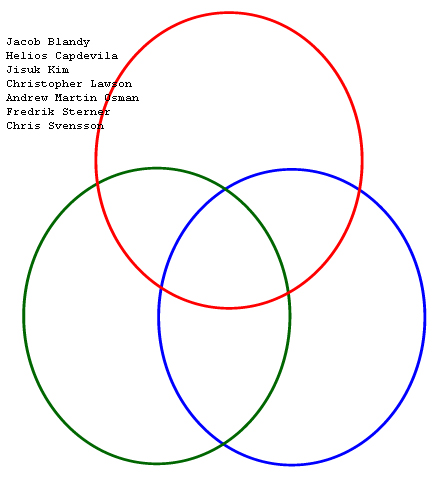 Jacob Blandy
Helios Capdevila
Jisuk Kim
Christopher Lawson
Andrew Martin Osman
Fredrik Sterner
Chris Svensson